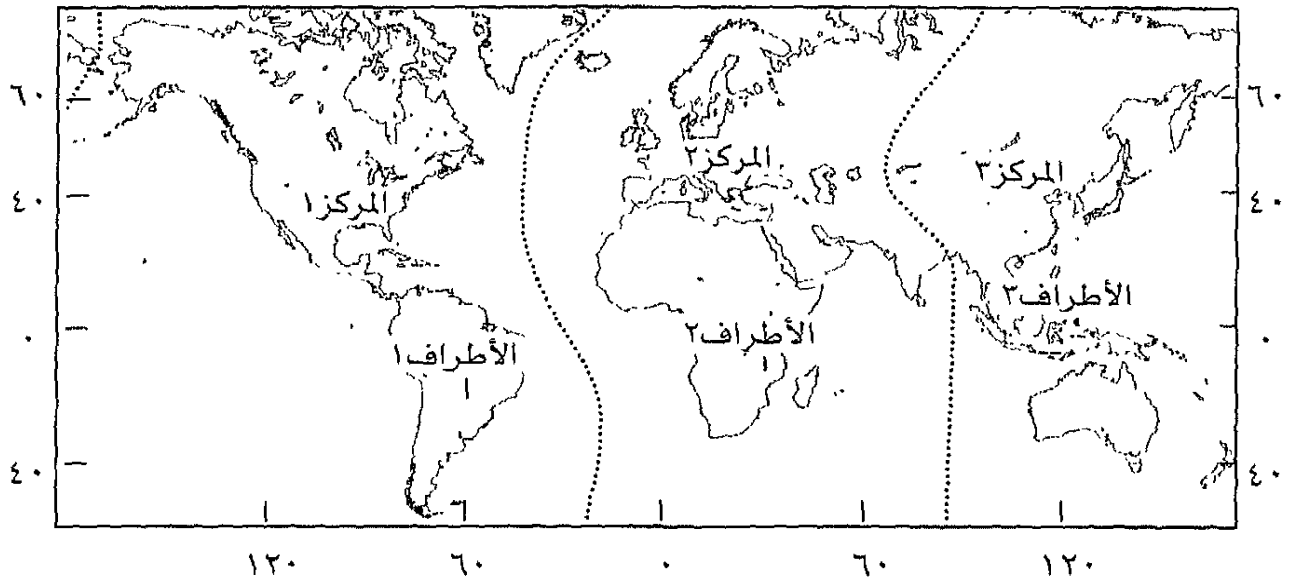 ٦٠ ٦٠
المركز٢ المركز٣
المركز١
٤٠ ٤٠
الأطراف٣
الأطراف٢
٠ ٠
الأطراف١
٤٠ ٤٠
١٢٠ ٦٠ ٠ ٦٠ ١٢٠